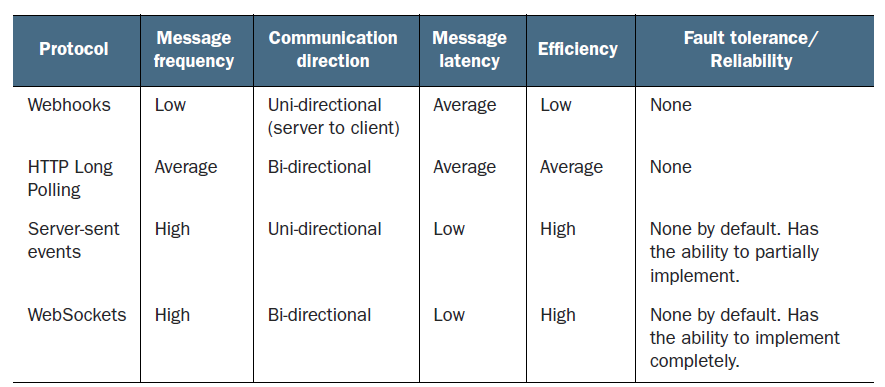 Protocol Message frequency Communication direction Message latency Efficiency Fault tolerance/ Reliability
Webhooks Low Uni-directional (server to client) Average Low None
HTTP Long Polling Average Bi-directional Average Average None
Server-sent events High Uni-directional Low High None by default. Has the ability to partially implement.
WebSockets High Bi-directional Low High None by default. Has the ability to implement completely.